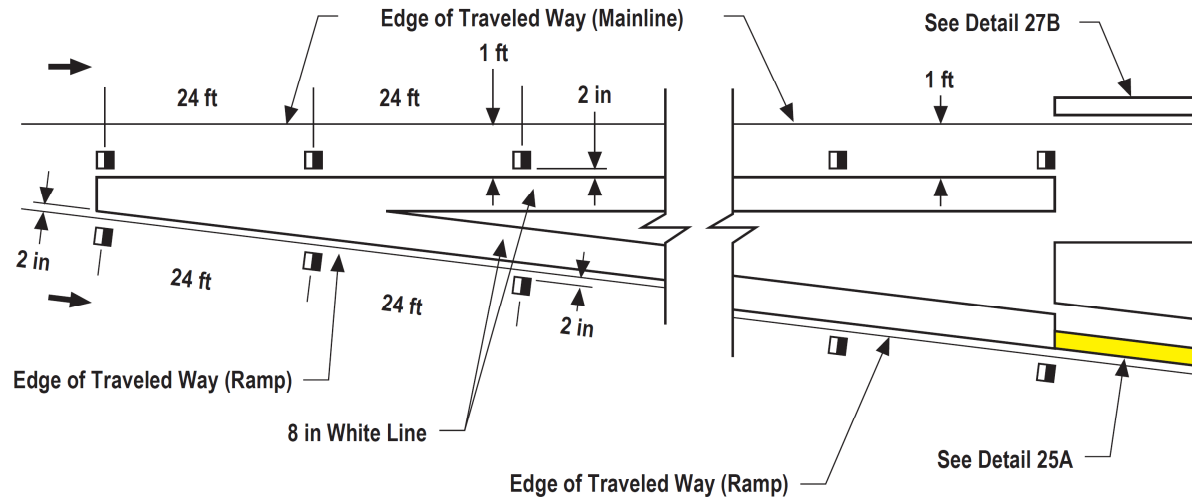 Edge of Traveled Way (Mainline)
See Detail 27B
1 ft
24 ft
24 ft
2 in
1 ft
2 in
24 ft
24 ft
2 in
Edge of Traveled Way (Ramp)
8 in White Line
See Detail 25A
Edge of Traveled Way (Ramp)